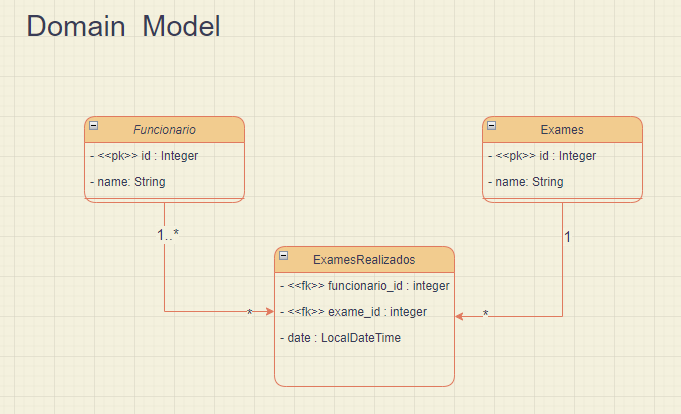 Domain Model
Funcionario
- <<pk>> id : Integer
- name: String
Exames
- <<pk>> id : Integer
- name: String
1..*
1
ExamesRealizados
- <<fk>> funcionario_id : integer
- <<fk>> exame_id : integer
- date : LocalDateTime
*
*